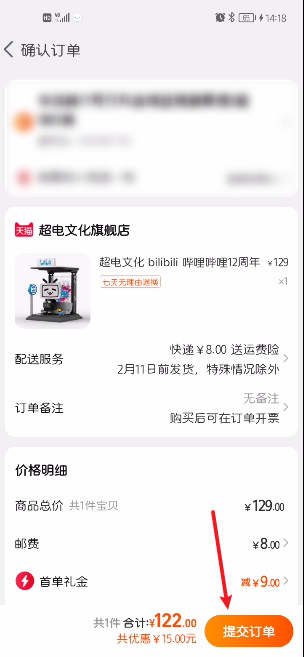 HD
65
14:18
确认订单
天猫 超电文化旗舰店
超电文化 bilibili 哔哩哔哩12周年 ¥129
七天无理由退换 ×1
配送服务 快递¥8.00 送运费险
2月11日前发货，特殊情况除外
订单备注 无备注
购买后可在订单开票
价格明细
商品总价 共1件宝贝 ¥129.00
邮费 ¥8.00
首单礼金 减¥9.00
共1件 合计:¥122.00
共优惠¥15.00元
提交订单